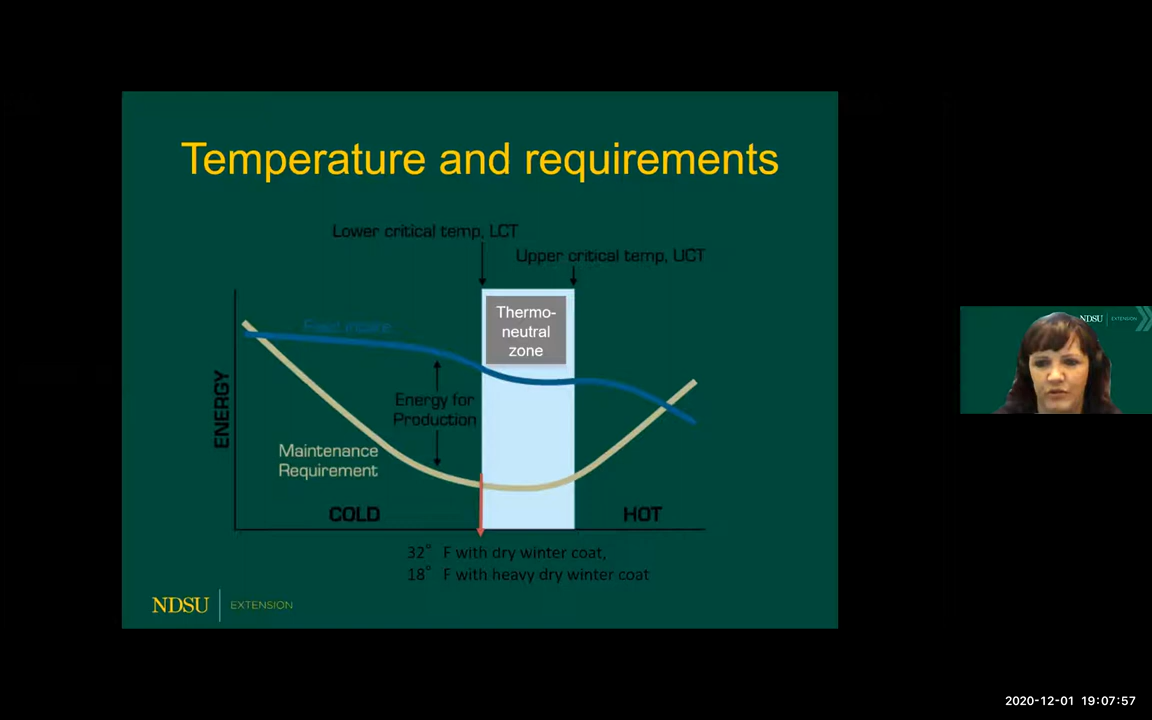 Temperature and requirements
Lower critical temp, LCT
Upper critical temp, UCT
Thermo-
neutral
zone
Feed Intake
ENERGY
Energy for
Production
Maintenance
Requirement
COLD
HOT
32° F with dry winter coat,
18° F with heavy dry winter coat
NDSU EXTENSION
NDSU EXTENSION
2020-12-01 19:07:57